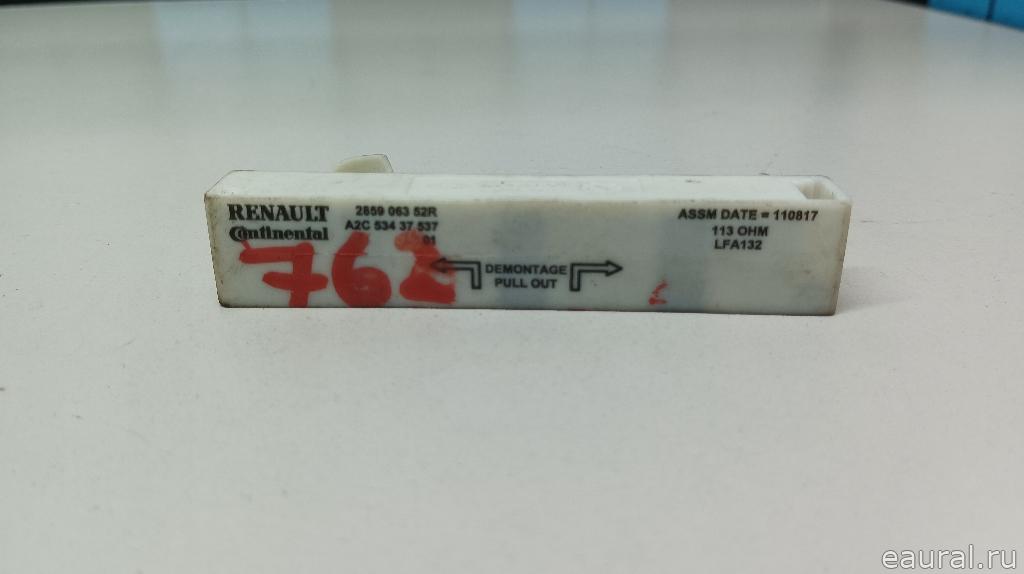 RENAULT
Continental
2859 063 52R
A2C 534 37 537
01
762
DEMONTAGE
PULL OUT
ASSM DATE = 110817
113 OHM
LFA132
eaural.ru